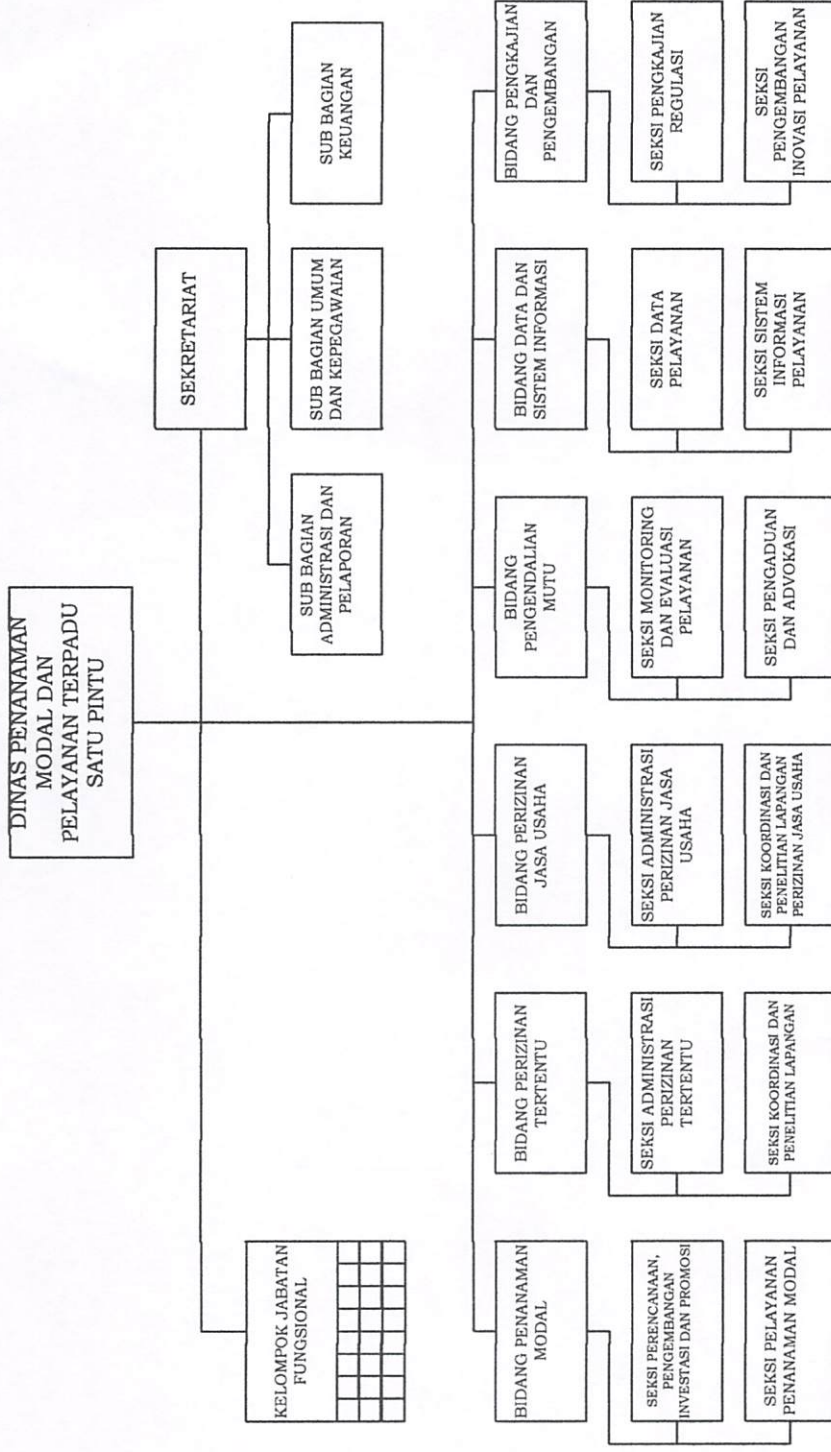 DINAS PENANAMAN
MODAL DAN
PELAYANAN TERPADU
SATU PINTU
SEKRETARIAT
KELOMPOK JABATAN
FUNGSIONAL
SUB BAGIAN
ADMINISTRASI DAN
PELAPORAN
SUB BAGIAN UMUM
DAN KEPEGAWAIAN
SUB BAGIAN
KEUANGAN
BIDANG PENANAMAN
MODAL
BIDANG PERIZINAN
TERTENTU
BIDANG PERIZINAN
JASA USAHA
BIDANG
PENGENDALIAN
MUTU
BIDANG DATA DAN
SISTEM INFORMASI
BIDANG PENGKAJIAN
DAN
PENGEMBANGAN
SEKSI PERENCANAAN,
PENGEMBANGAN
INVESTASI DAN PROMOSI
SEKSI ADMINISTRASI
PERIZINAN
TERTENTU
SEKSI ADMINISTRASI
PERIZINAN JASA
USAHA
SEKSI MONITORING
DAN EVALUASI
PELAYANAN
SEKSI DATA
PELAYANAN
SEKSI PENGKAJIAN
REGULASI
SEKSI PELAYANAN
PENANAMAN MODAL
SEKSI KOORDINASI DAN
PENELITIAN LAPANGAN
SEKSI KOORDINASI DAN
PENELITIAN LAPANGAN
PERIZINAN JASA USAHA
SEKSI PENGADUAN
DAN ADVOKASI
SEKSI SISTEM
INFORMASI
PELAYANAN
SEKSI
PENGEMBANGAN
INOVASI PELAYANAN